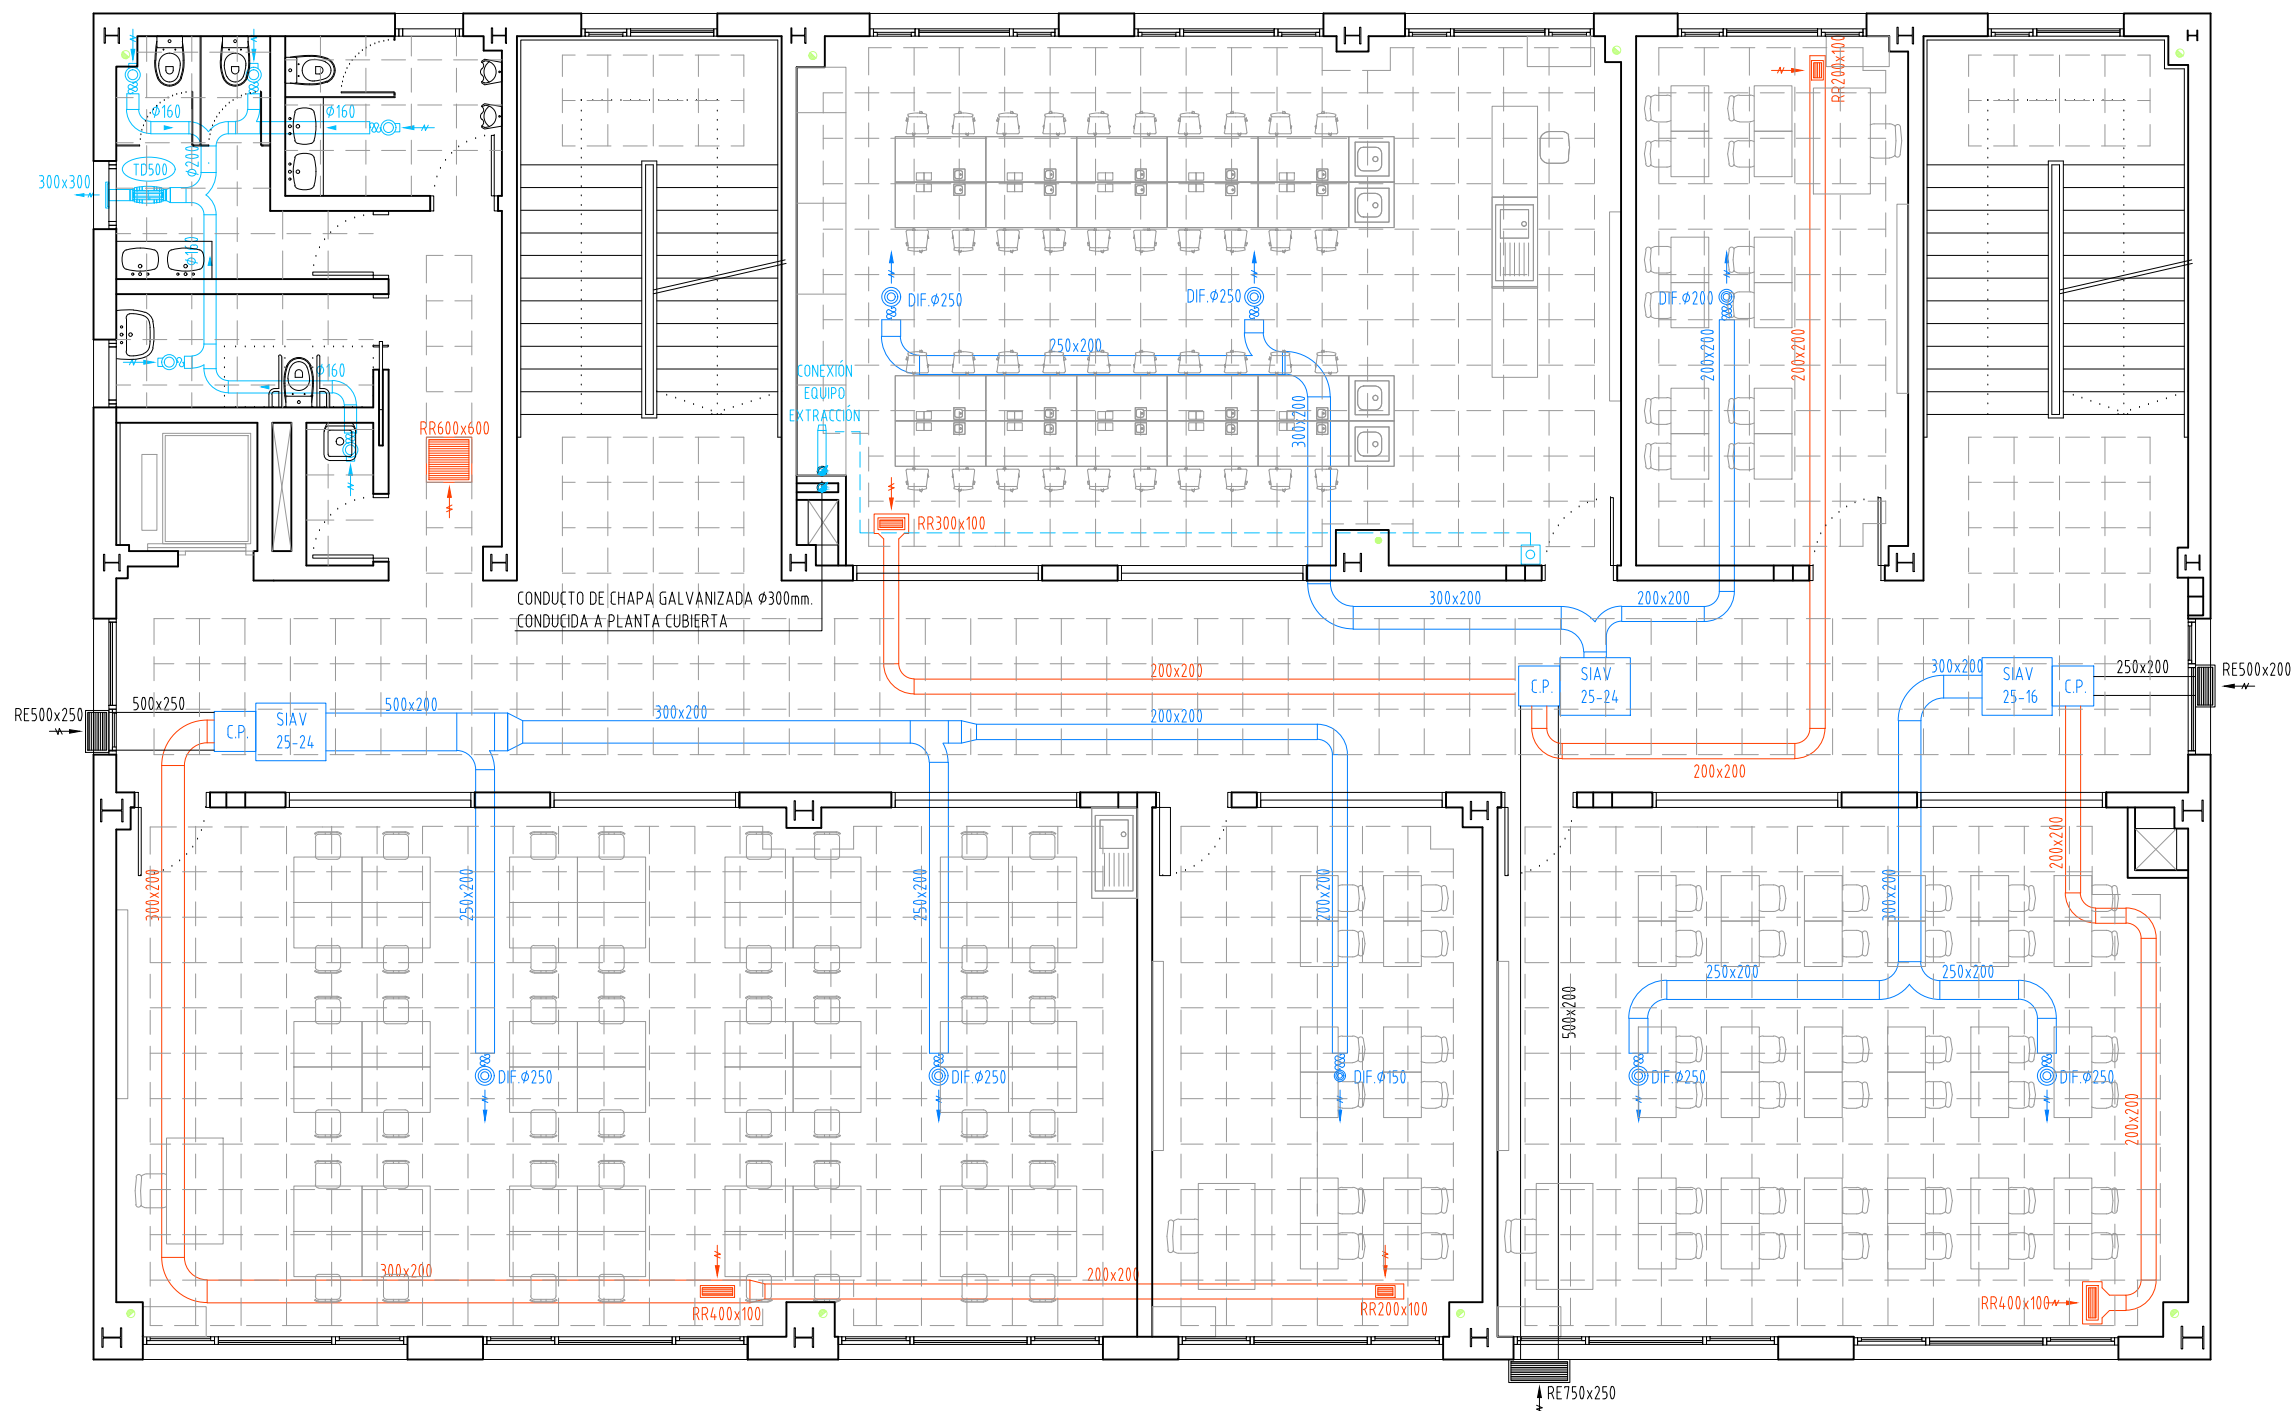 RR200x100
Φ160
Φ160
Φ200
TD500
300x300
Φ160
DIF.Φ250
DIF.Φ250
DIF.Φ200
250x200
200x200
200x200
CONEXIÓN
EQUIPO
EXTRACCIÓN
Φ160
300x200
RR600x600
RR300x100
CONDUCTO DE CHAPA GALVANIZADA Φ300mm.
CONDUCIDA A PLANTA CUBIERTA
300x200
200x200
200x200
C.P.
SIAV
25-24
300x200
SIAV
25-16
C.P.
250x200
RE500x200
RE500x250
500x250
C.P.
SIAV
25-24
500x200
300x200
200x200
200x200
300x200
250x200
250x200
200x200
300x200
200x200
250x200
250x200
500x200
DIF.Φ250
DIF.Φ250
DIF.Φ150
DIF.Φ250
DIF.Φ250
200x200
300x200
200x200
RR400x100
RR200x100
RR400x100
RE750x250